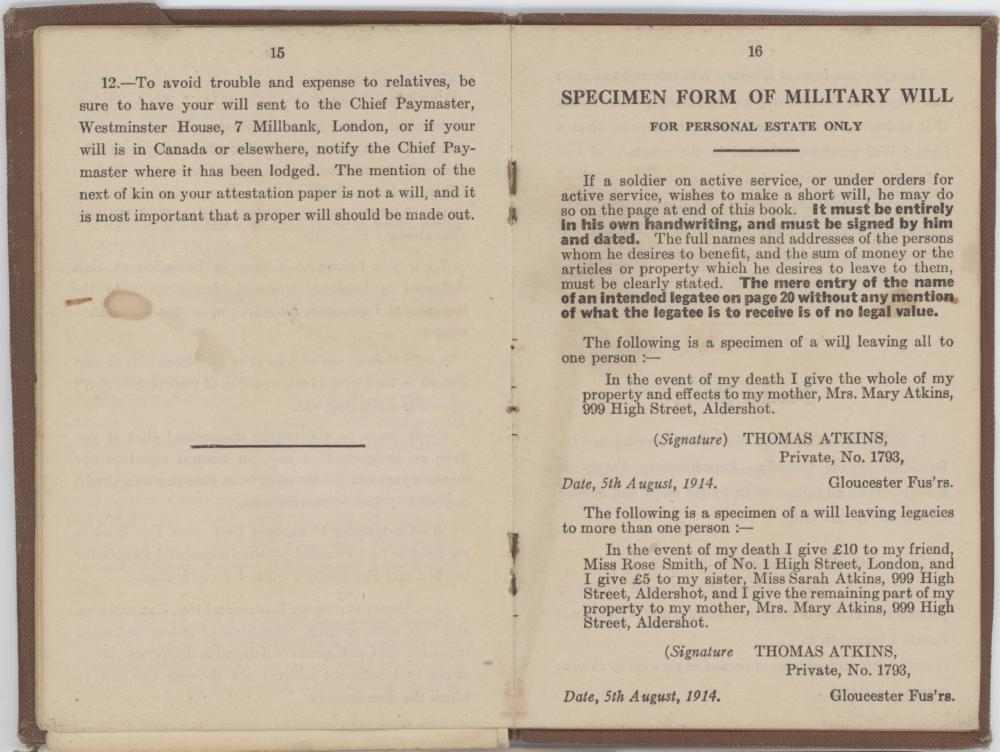 15
12.—To avoid trouble and expense to relatives, be
sure to have your will sent to the Chief Paymaster,
Westminster House, 7 Millbank, London, or if your
will is in Canada or elsewhere, notify the Chief Pay-
master where it has been lodged. The mention of the
next of kin on your attestation paper is not a will, and it
is most important that a proper will should be made out.
16
SPECIMEN FORM OF MILITARY WILL
FOR PERSONAL ESTATE ONLY
If a soldier on active service, or under orders for
active service, wishes to make a short will, he may do
so on the page at end of this book. It must be entirely
in his own handwriting, and must be signed by him
and dated. The full names and addresses of the persons
whom he desires to benefit, and the sum of money or the
articles or property which he desires to leave to them,
must be clearly stated. The mere entry of the name
of an intended legatee on page 20 without any mention
of what the legatee is to receive is of no legal value.
The following is a specimen of a will leaving all to
one person :—
In the event of my death I give the whole of my
property and effects to my mother, Mrs. Mary Atkins,
999 High Street, Aldershot.
(Signature) THOMAS ATKINS,
Private, No. 1793,
Date, 5th August, 1914. Gloucester Fus'rs.
The following is a specimen of a will leaving legacies
to more than one person :—
In the event of my death I give £10 to my friend,
Miss Rose Smith, of No. 1 High Street, London, and
I give £5 to my sister, Miss Sarah Atkins, 999 High
Street, Aldershot, and I give the remaining part of my
property to my mother, Mrs. Mary Atkins, 999 High
Street, Aldershot.
(Signature THOMAS ATKINS,
Private, No. 1793,
Date, 5th August, 1914. Gloucester Fus'rs.